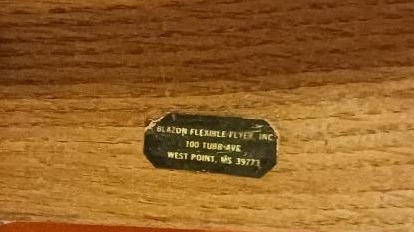 BLAZON FLEXIBLE FLYER, INC
100 TUBB AVE
WEST POINT, MS 39773